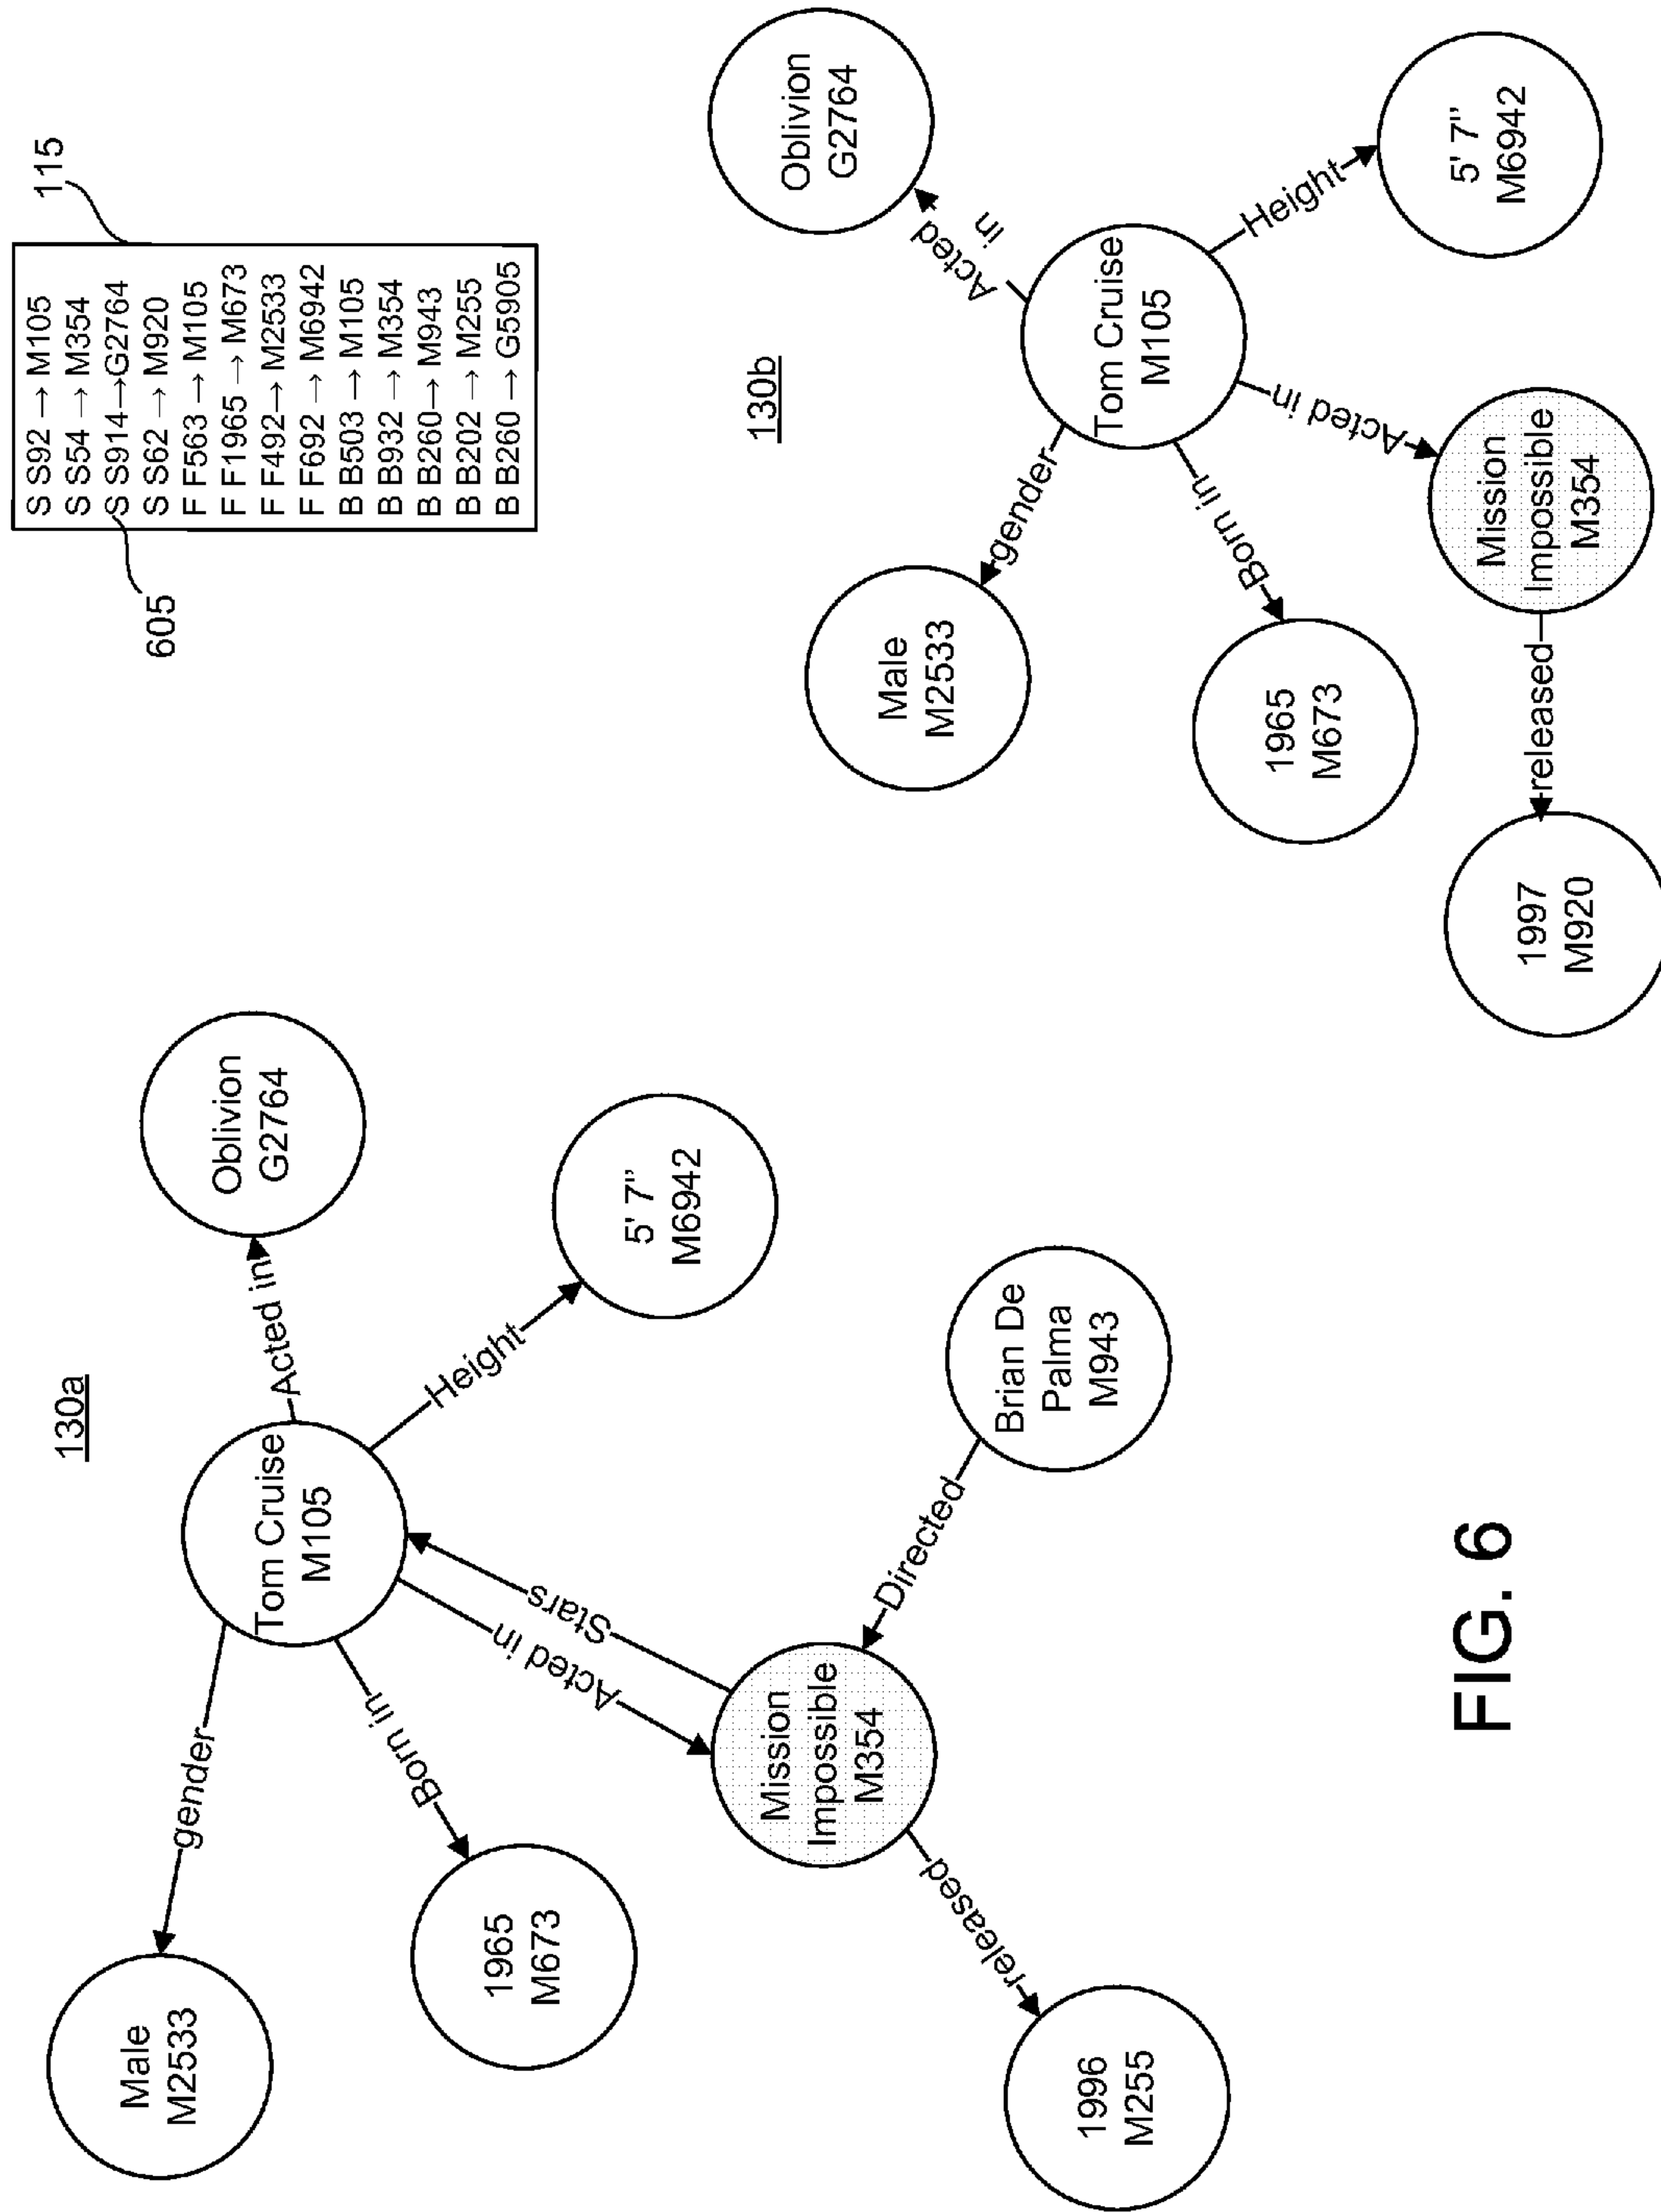 130a
Male
M2533
gender
Tom Cruise
M105
Acted in
Oblivion
G2764
1965
M673
Born in
Height
5' 7”
M6942
Acted in
Stars
Mission
Impossible
M354
Directed
Brian De
Palma
M943
released
1996
M255
FIG. 6
605
115
S S92 → M105
S S54 → M354
S S914→G2764
S S62 → M920
F F563 → M105
F F1965 → M673
F F492→ M2533
F F692 → M6942
B B503 → M105
B B932 → M354
B B260→ M943
B B202 → M255
B B260 → G5905
130b
Male
M2533
gender
Tom Cruise
M105
Acted
in
Oblivion
G2764
1965
M673
Born in
Height
5' 7”
M6942
Acted in
Mission
Impossible
M354
released
1997
M920